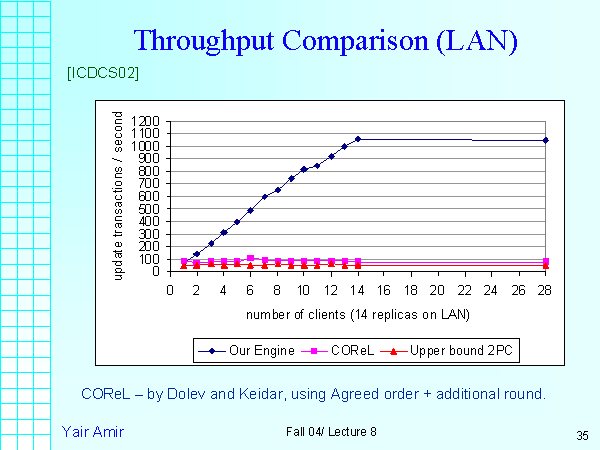 Throughput Comparison (LAN)
[ICDCS02]
update transactions / second
1200
1100
1000
900
800
700
600
500
400
300
200
100
0
0 2 4 6 8 10 12 14 16 18 20 22 24 26 28
number of clients (14 replicas on LAN)
Our Engine COReL Upper bound 2PC
COReL – by Dolev and Keidar, using Agreed order + additional round.
Yair Amir Fall 04/ Lecture 8 35